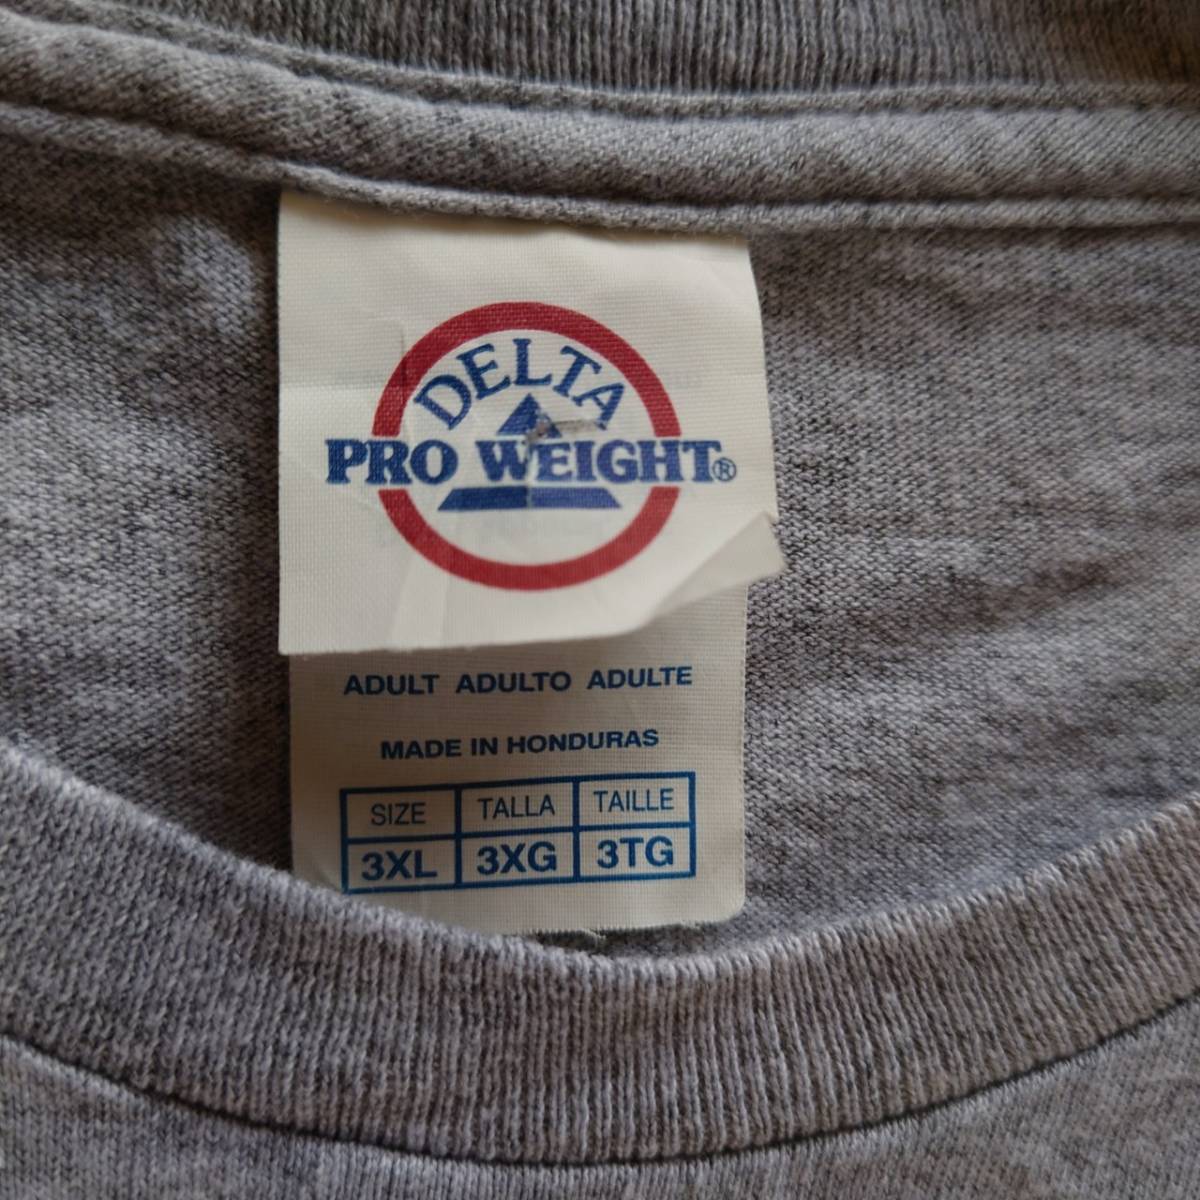 DELTA
PRO WEIGHT®
ADULT ADULTO ADULTE
MADE IN HONDURAS
SIZE TALLA TAILLE
3XL 3XG 3TG